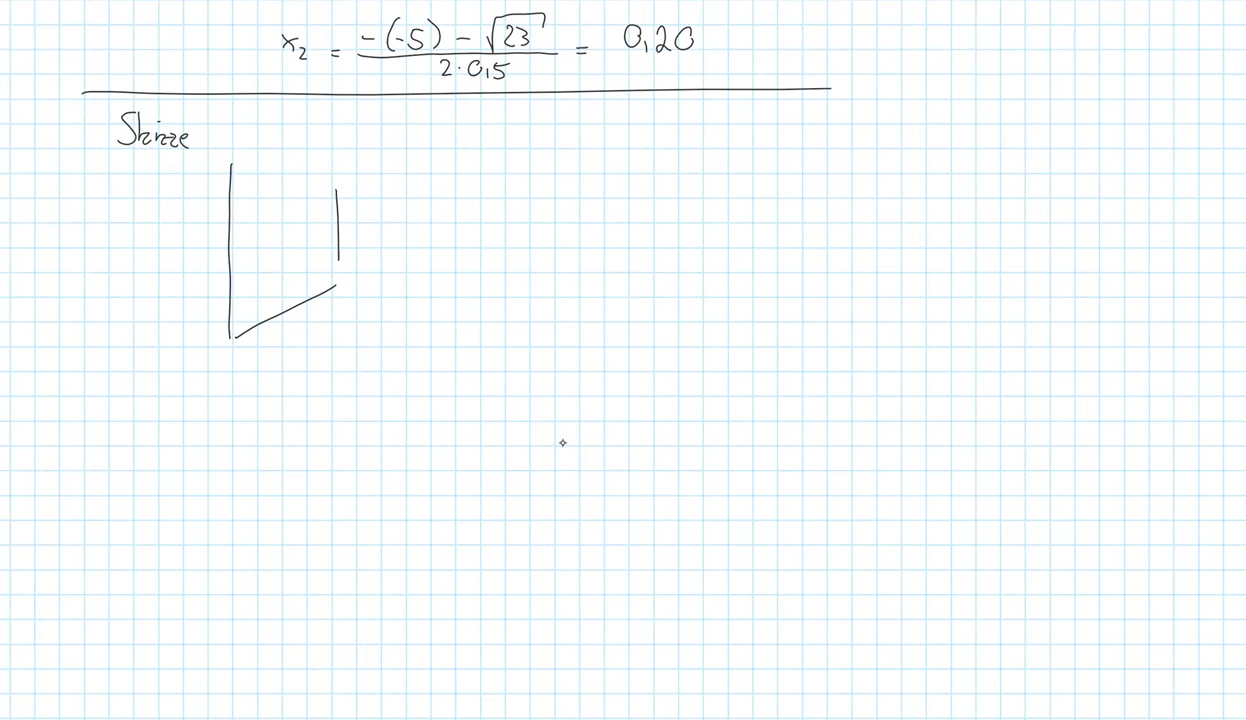 x₂ = (-(-5) - √23) / (2·0,5) = 0,20
Skizze